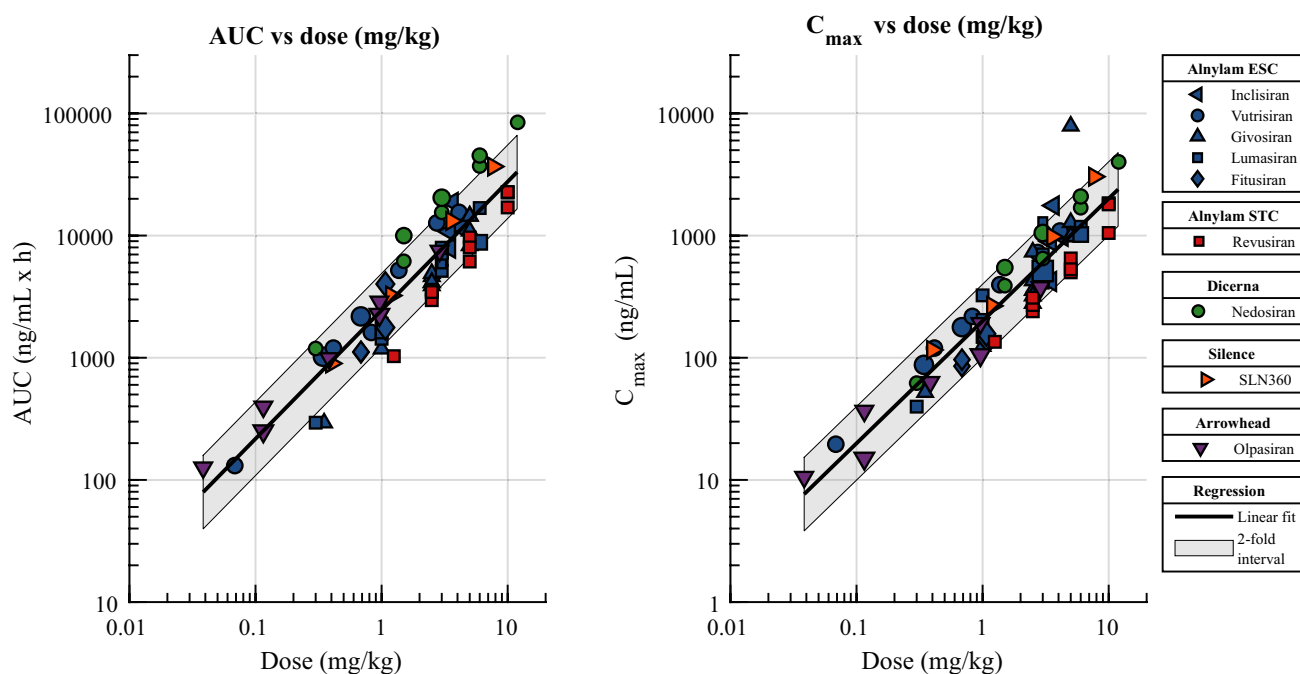 AUC vs dose (mg/kg)
100000
10000
1000
100
10
0.01
0.1
1
10
AUC (ng/mL x h)
Dose (mg/kg)
C_max vs dose (mg/kg)
10000
1000
100
10
1
0.01
0.1
1
10
C_max (ng/mL)
Dose (mg/kg)
Alnylam ESC
Inclisiran
Vutrisiran
Givosiran
Lumasiran
Fitusiran
Alnylam STC
Revusiran
Dicerna
Nedosiran
Silence
SLN360
Arrowhead
Olpasiran
Regression
Linear fit
2-fold
interval